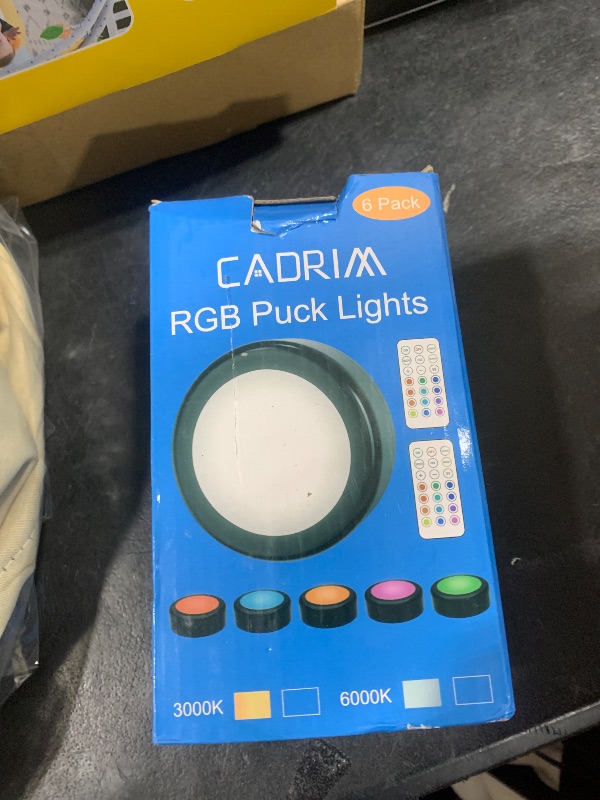 6 Pack
CADRIM
RGB Puck Lights
3000K 6000K